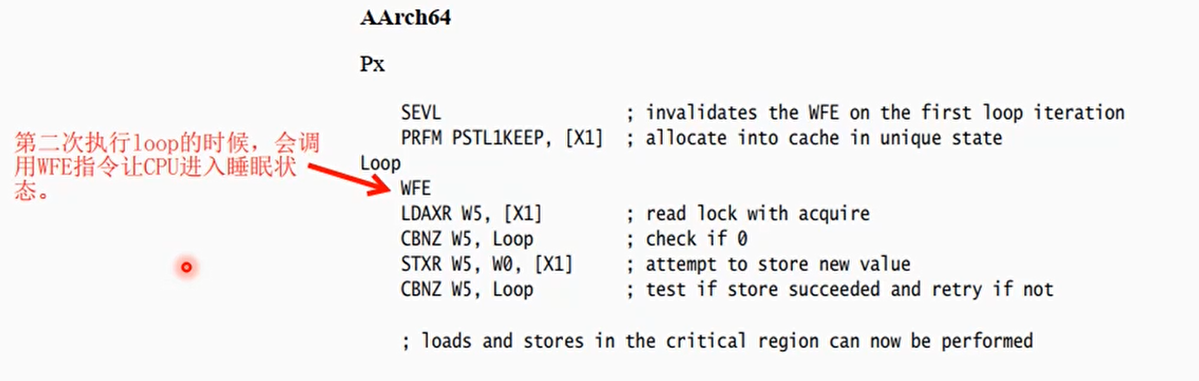 AArch64
Px
SEVL ; invalidates the WFE on the first loop iteration
PRFM PSTL1KEEP, [X1] ; allocate into cache in unique state
第二次执行loop的时候，会调
用WFE指令让CPU进入睡眠状
态。
Loop
WFE
LDAXR W5, [X1] ; read lock with acquire
CBNZ W5, Loop ; check if 0
STXR W5, W0, [X1] ; attempt to store new value
CBNZ W5, Loop ; test if store succeeded and retry if not
; loads and stores in the critical region can now be performed